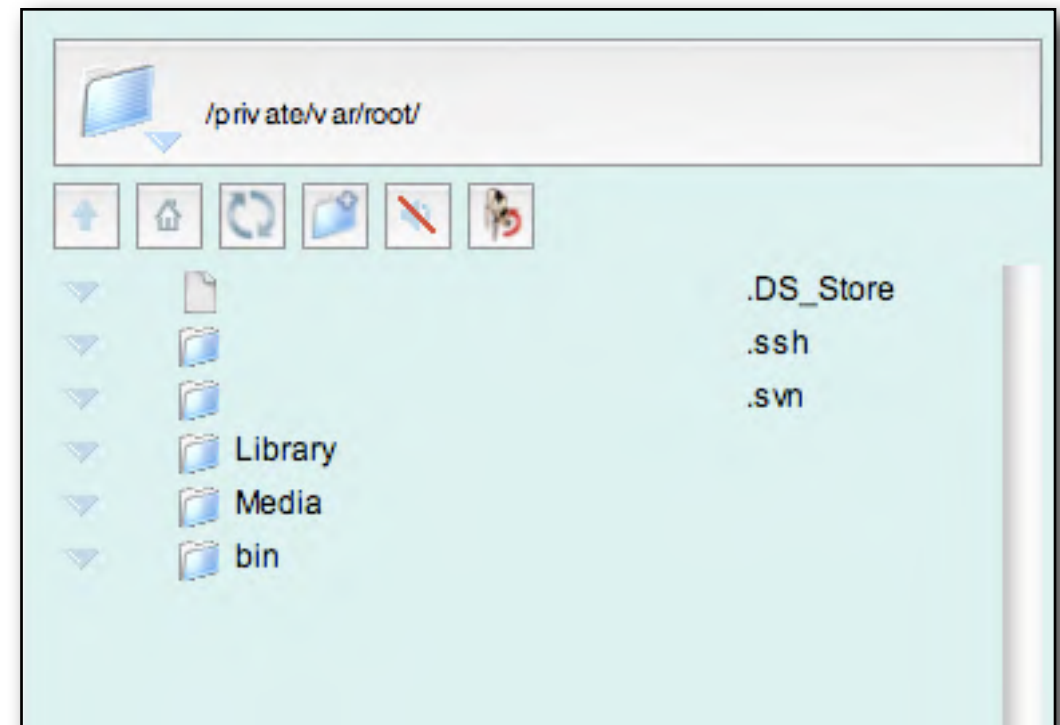 /private/var/root/
.DS_Store
.ssh
.svn
Library
Media
bin